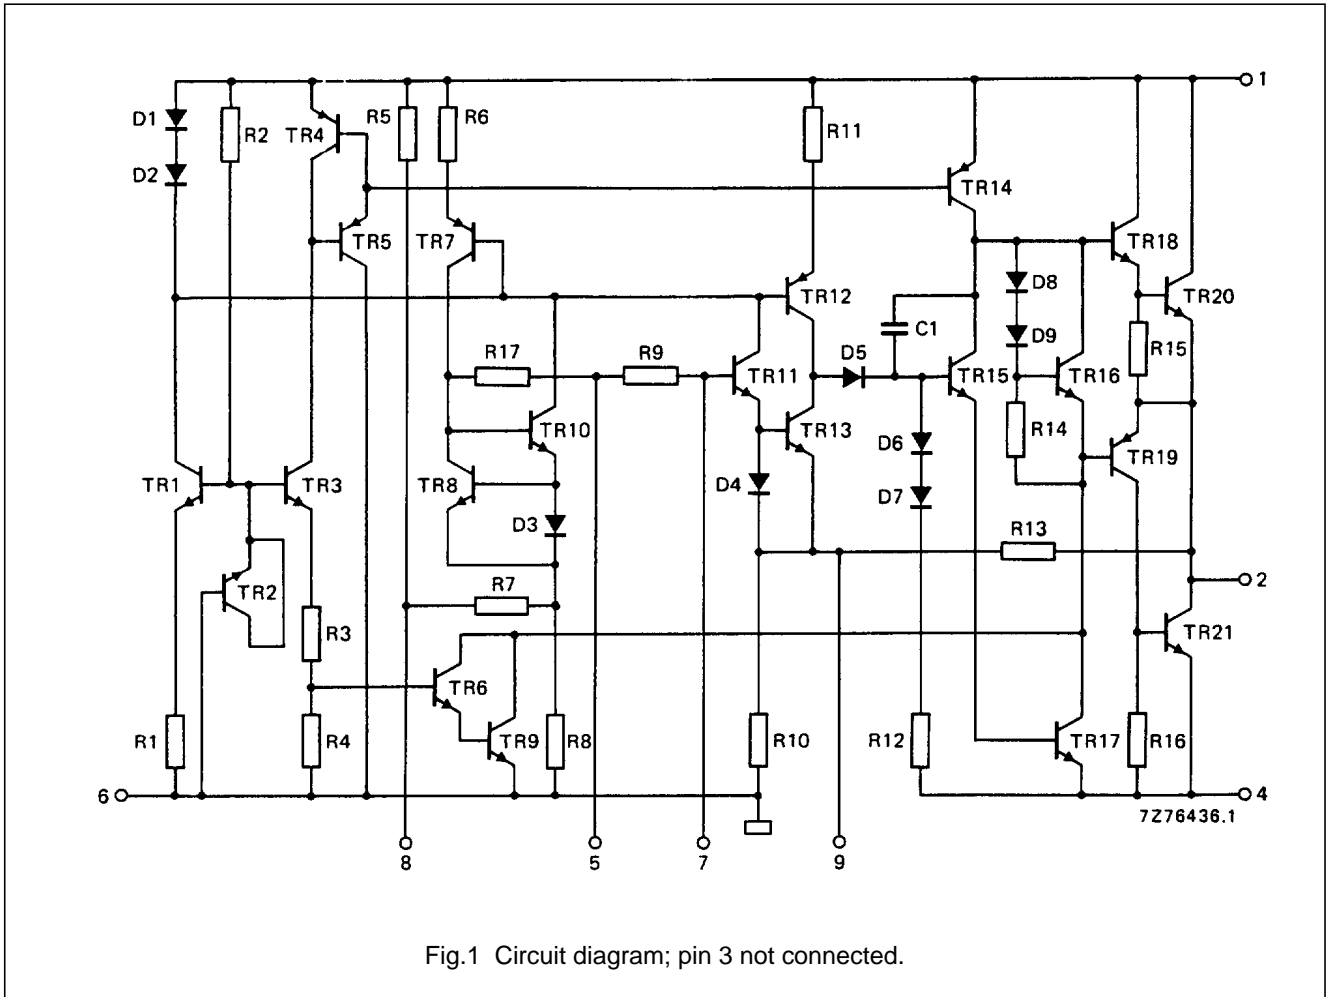 1
D1
R2
TR4
R5
R6
R11
D2
TR14
TR5
TR7
TR18
D8
TR12
TR20
C1
D9
R15
R17
R9
D5
TR11
TR15
TR16
TR10
TR13
R14
D6
TR19
TR1
TR3
TR8
D4
D7
D3
R13
R7
2
TR2
R3
TR21
TR6
R1
R4
TR9
R8
R10
R12
TR17
R16
6
4
7Z76436.1
8
5
7
9
Fig.1 Circuit diagram; pin 3 not connected.